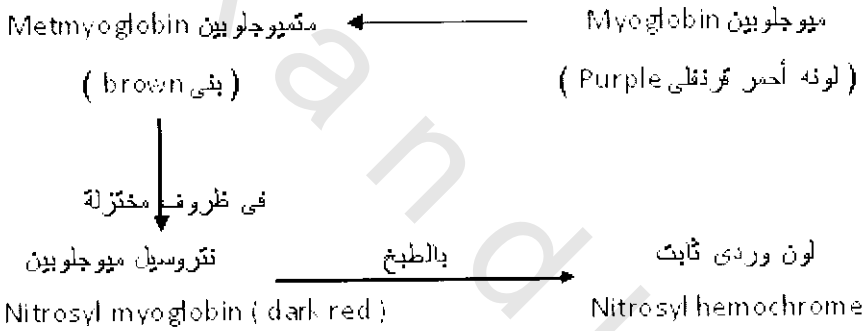 ميوجلوبين Myoglobin
متميوجلوبين Metmyoglobin
( لونه أحمر قرنفلى Purple )
( بنى brown )
فى ظروف مختزلة
نتروسيل ميوجلوبين
بالطبخ
لون وردى ثابت
Nitrosyl myoglobin ( dark red )
Nitrosyl hemochrome